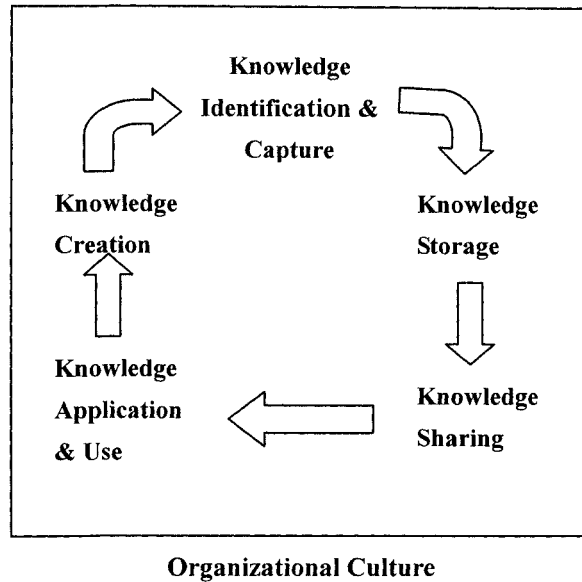 Knowledge
Identification &
Capture
Knowledge
Storage
Knowledge
Sharing
Knowledge
Application
& Use
Knowledge
Creation
Organizational Culture